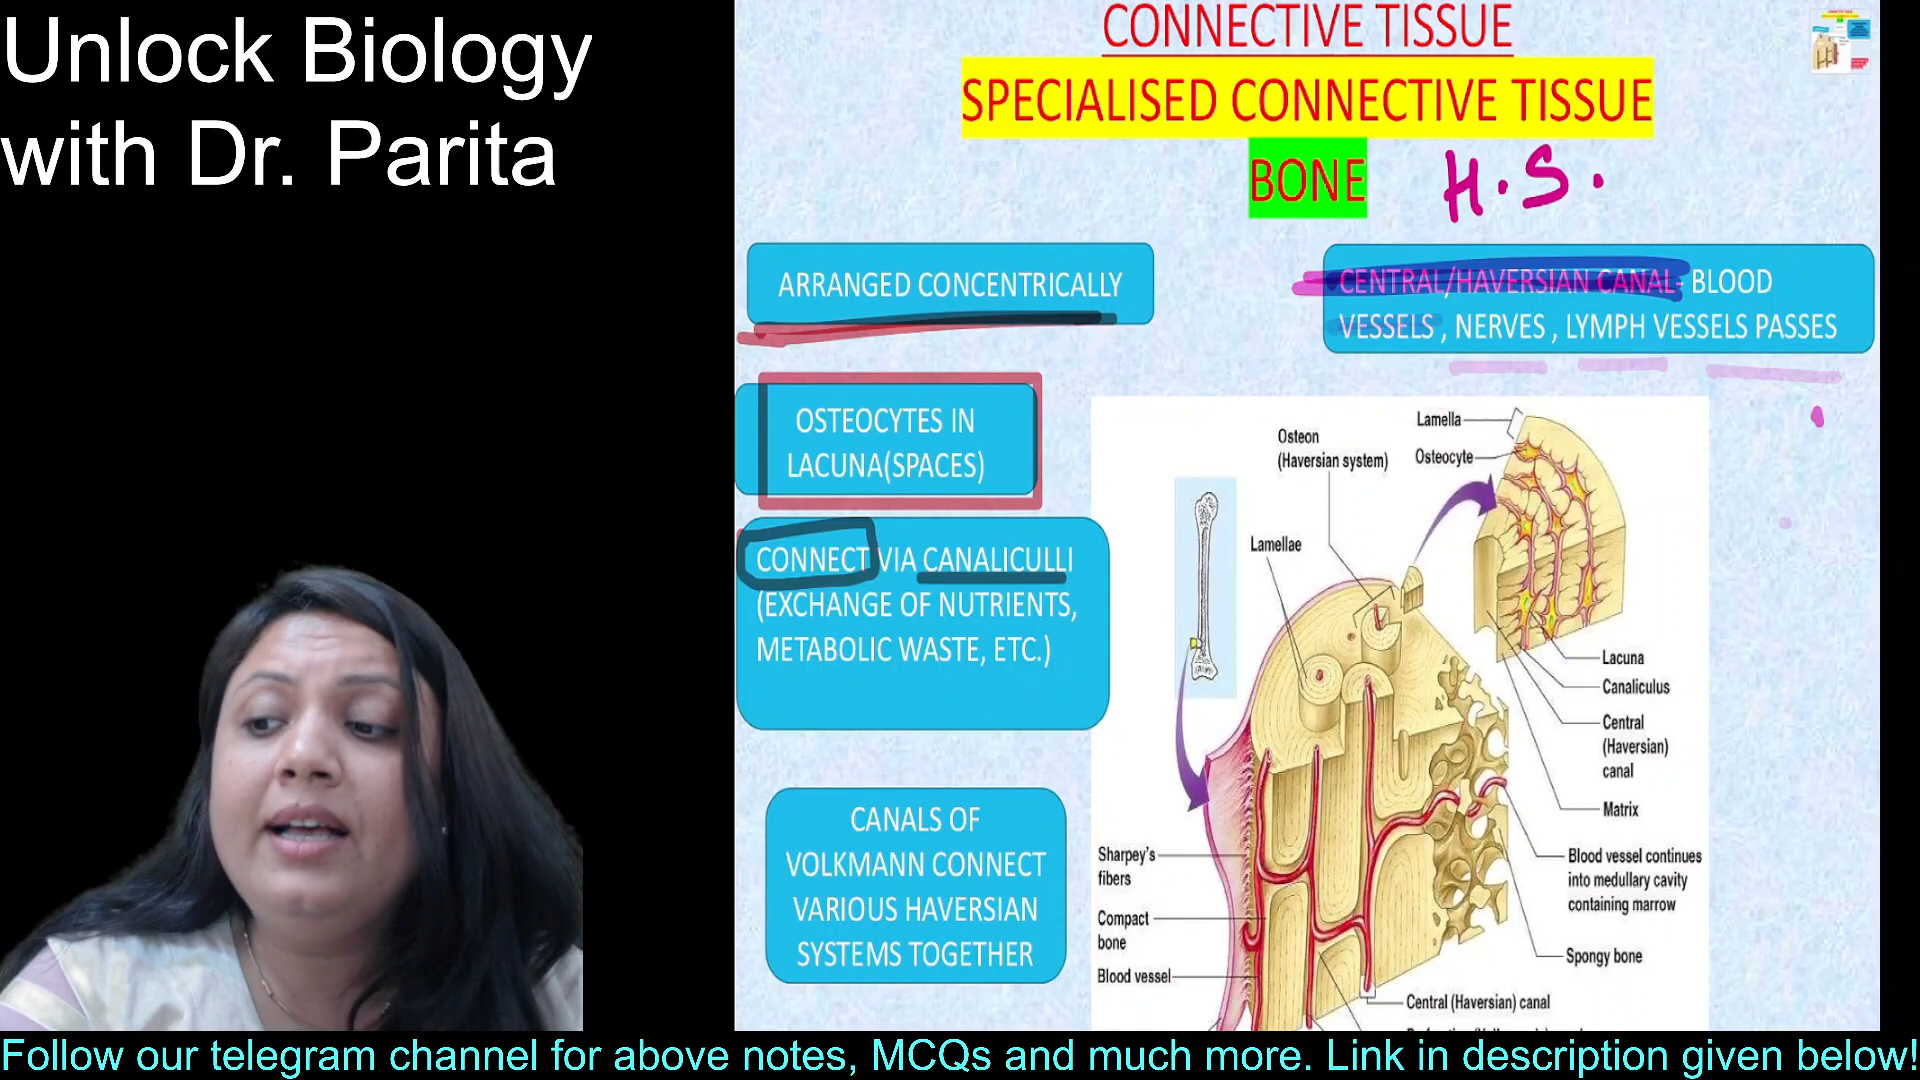 Unlock Biology
with Dr. Parita
CONNECTIVE TISSUE
SPECIALISED CONNECTIVE TISSUE
BONE
H.S.
ARRANGED CONCENTRICALLY
CENTRAL/HAVERSIAN CANAL- BLOOD
VESSELS , NERVES , LYMPH VESSELS PASSES
OSTEOCYTES IN
LACUNA(SPACES)
CONNECT VIA CANALICULLI
(EXCHANGE OF NUTRIENTS,
METABOLIC WASTE, ETC.)
CANALS OF
VOLKMANN CONNECT
VARIOUS HAVERSIAN
SYSTEMS TOGETHER
Lamella
Osteocyte
Osteon
(Haversian system)
Lamellae
Lacuna
Canaliculus
Central
(Haversian)
canal
Matrix
Sharpey's
fibers
Compact
bone
Blood vessel
Blood vessel continues
into medullary cavity
containing marrow
Spongy bone
Central (Haversian) canal
Follow our telegram channel for above notes, MCQs and much more. Link in description given below!